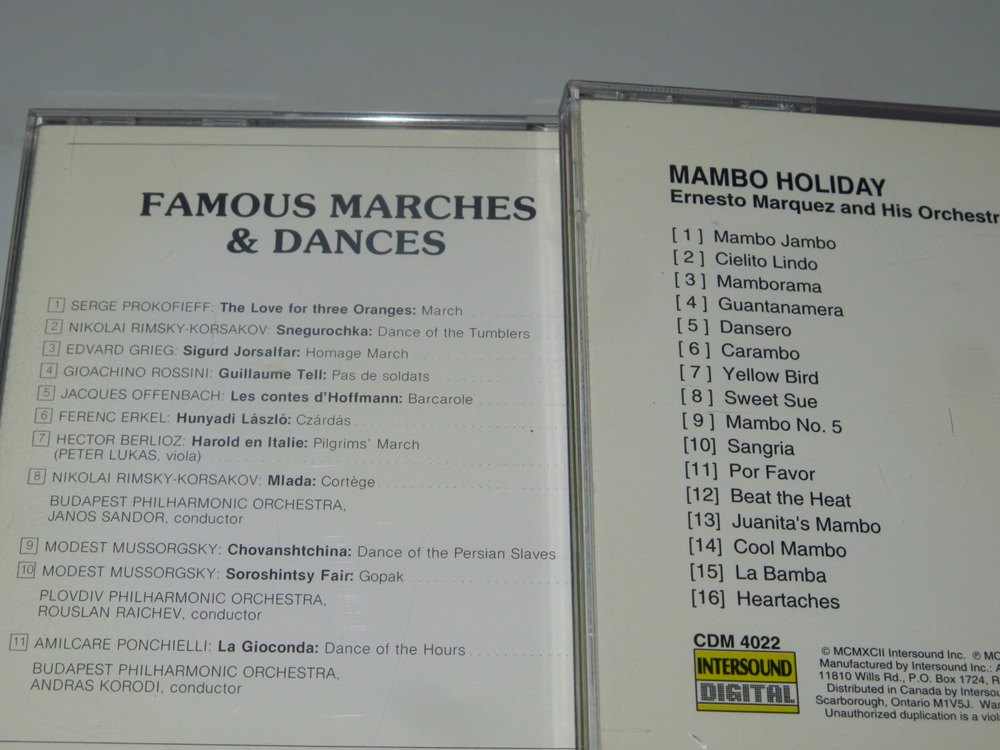 FAMOUS MARCHES
& DANCES
1 SERGE PROKOFIEFF: The Love for three Oranges: March
2 NIKOLAI RIMSKY-KORSAKOV: Snegurochka: Dance of the Tumblers
3 EDVARD GRIEG: Sigurd Jorsalfar: Homage March
4 GIOACHINO ROSSINI: Guillaume Tell: Pas de soldats
5 JACQUES OFFENBACH: Les contes d'Hoffmann: Barcarole
6 FERENC ERKEL: Hunyadi László: Czárdás
7 HECTOR BERLIOZ: Harold en Italie: Pilgrims' March
(PETER LUKAS, viola)
8 NIKOLAI RIMSKY-KORSAKOV: Mlada: Cortège
BUDAPEST PHILHARMONIC ORCHESTRA,
JANOS SANDOR, conductor
9 MODEST MUSSORGSKY: Chovanshtchina: Dance of the Persian Slaves
10 MODEST MUSSORGSKY: Soroshintsy Fair: Gopak
PLOVDIV PHILHARMONIC ORCHESTRA,
ROUSLAN RAICHEV, conductor
11 AMILCARE PONCHIELLI: La Gioconda: Dance of the Hours
BUDAPEST PHILHARMONIC ORCHESTRA,
ANDRAS KORODI, conductor
MAMBO HOLIDAY
Ernesto Marquez and His Orchestr
[ 1 ] Mambo Jambo
[ 2 ] Cielito Lindo
[ 3 ] Mamborama
[ 4 ] Guantanamera
[ 5 ] Dansero
[ 6 ] Carambo
[ 7 ] Yellow Bird
[ 8 ] Sweet Sue
[ 9 ] Mambo No. 5
[10] Sangria
[11] Por Favor
[12] Beat the Heat
[13] Juanita's Mambo
[14] Cool Mambo
[15] La Bamba
[16] Heartaches
CDM 4022
INTERSOUND
DIGITAL
© MCMXCII Intersound Inc. ℗ MC
Manufactured by Intersound Inc.: A
11810 Wills Rd., P.O. Box 1724, R
Distributed in Canada by Intersou
Scarborough, Ontario M1V5J. War
Unauthorized duplication is a viola